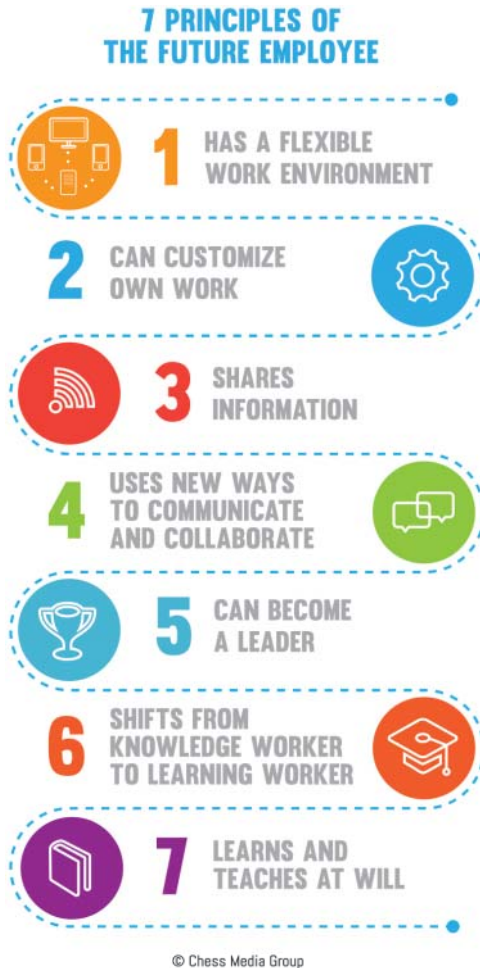 7 PRINCIPLES OF
THE FUTURE EMPLOYEE
1 HAS A FLEXIBLE
WORK ENVIRONMENT
2 CAN CUSTOMIZE
OWN WORK
3 SHARES
INFORMATION
4 USES NEW WAYS
TO COMMUNICATE
AND COLLABORATE
5 CAN BECOME
A LEADER
6 SHIFTS FROM
KNOWLEDGE WORKER
TO LEARNING WORKER
7 LEARNS AND
TEACHES AT WILL
© Chess Media Group